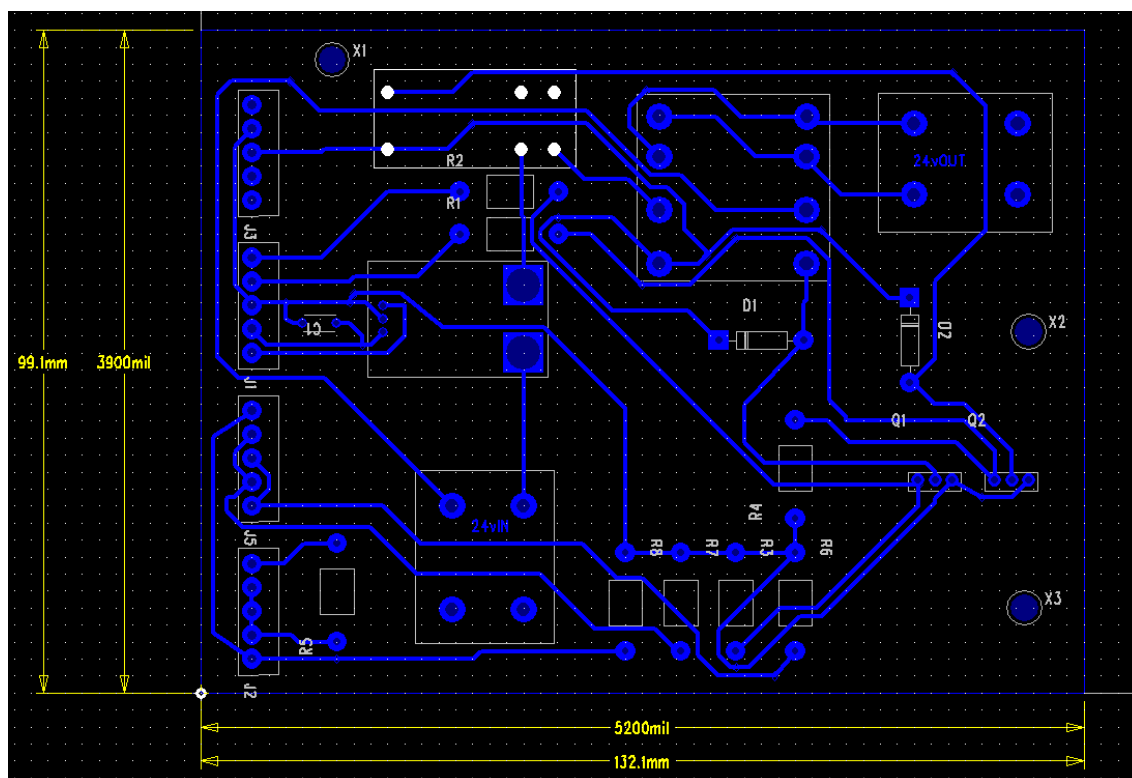 X1
R2
24vOUT
R1
J3
D1
C1
D2
X2
99.1mm
3900mil
J1
Q1
Q2
24vIN
R4
J5
R8
R7
R3
R6
X3
R5
J2
5200mil
132.1mm